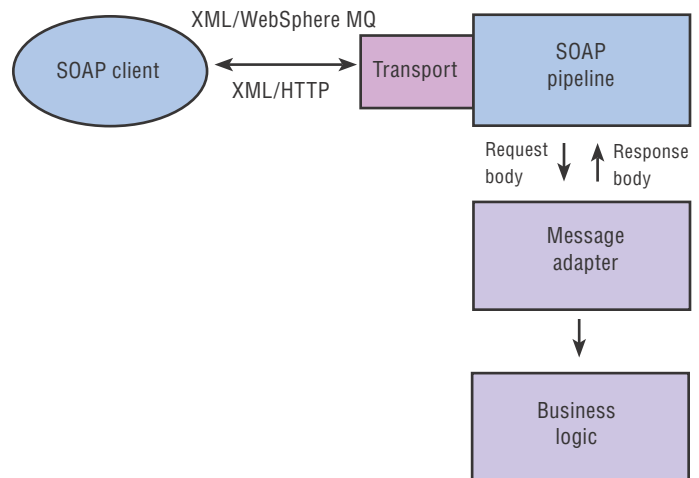 XML/WebSphere MQ
SOAP client
XML/HTTP
Transport
SOAP
pipeline
Request
body
Response
body
Message
adapter
Business
logic